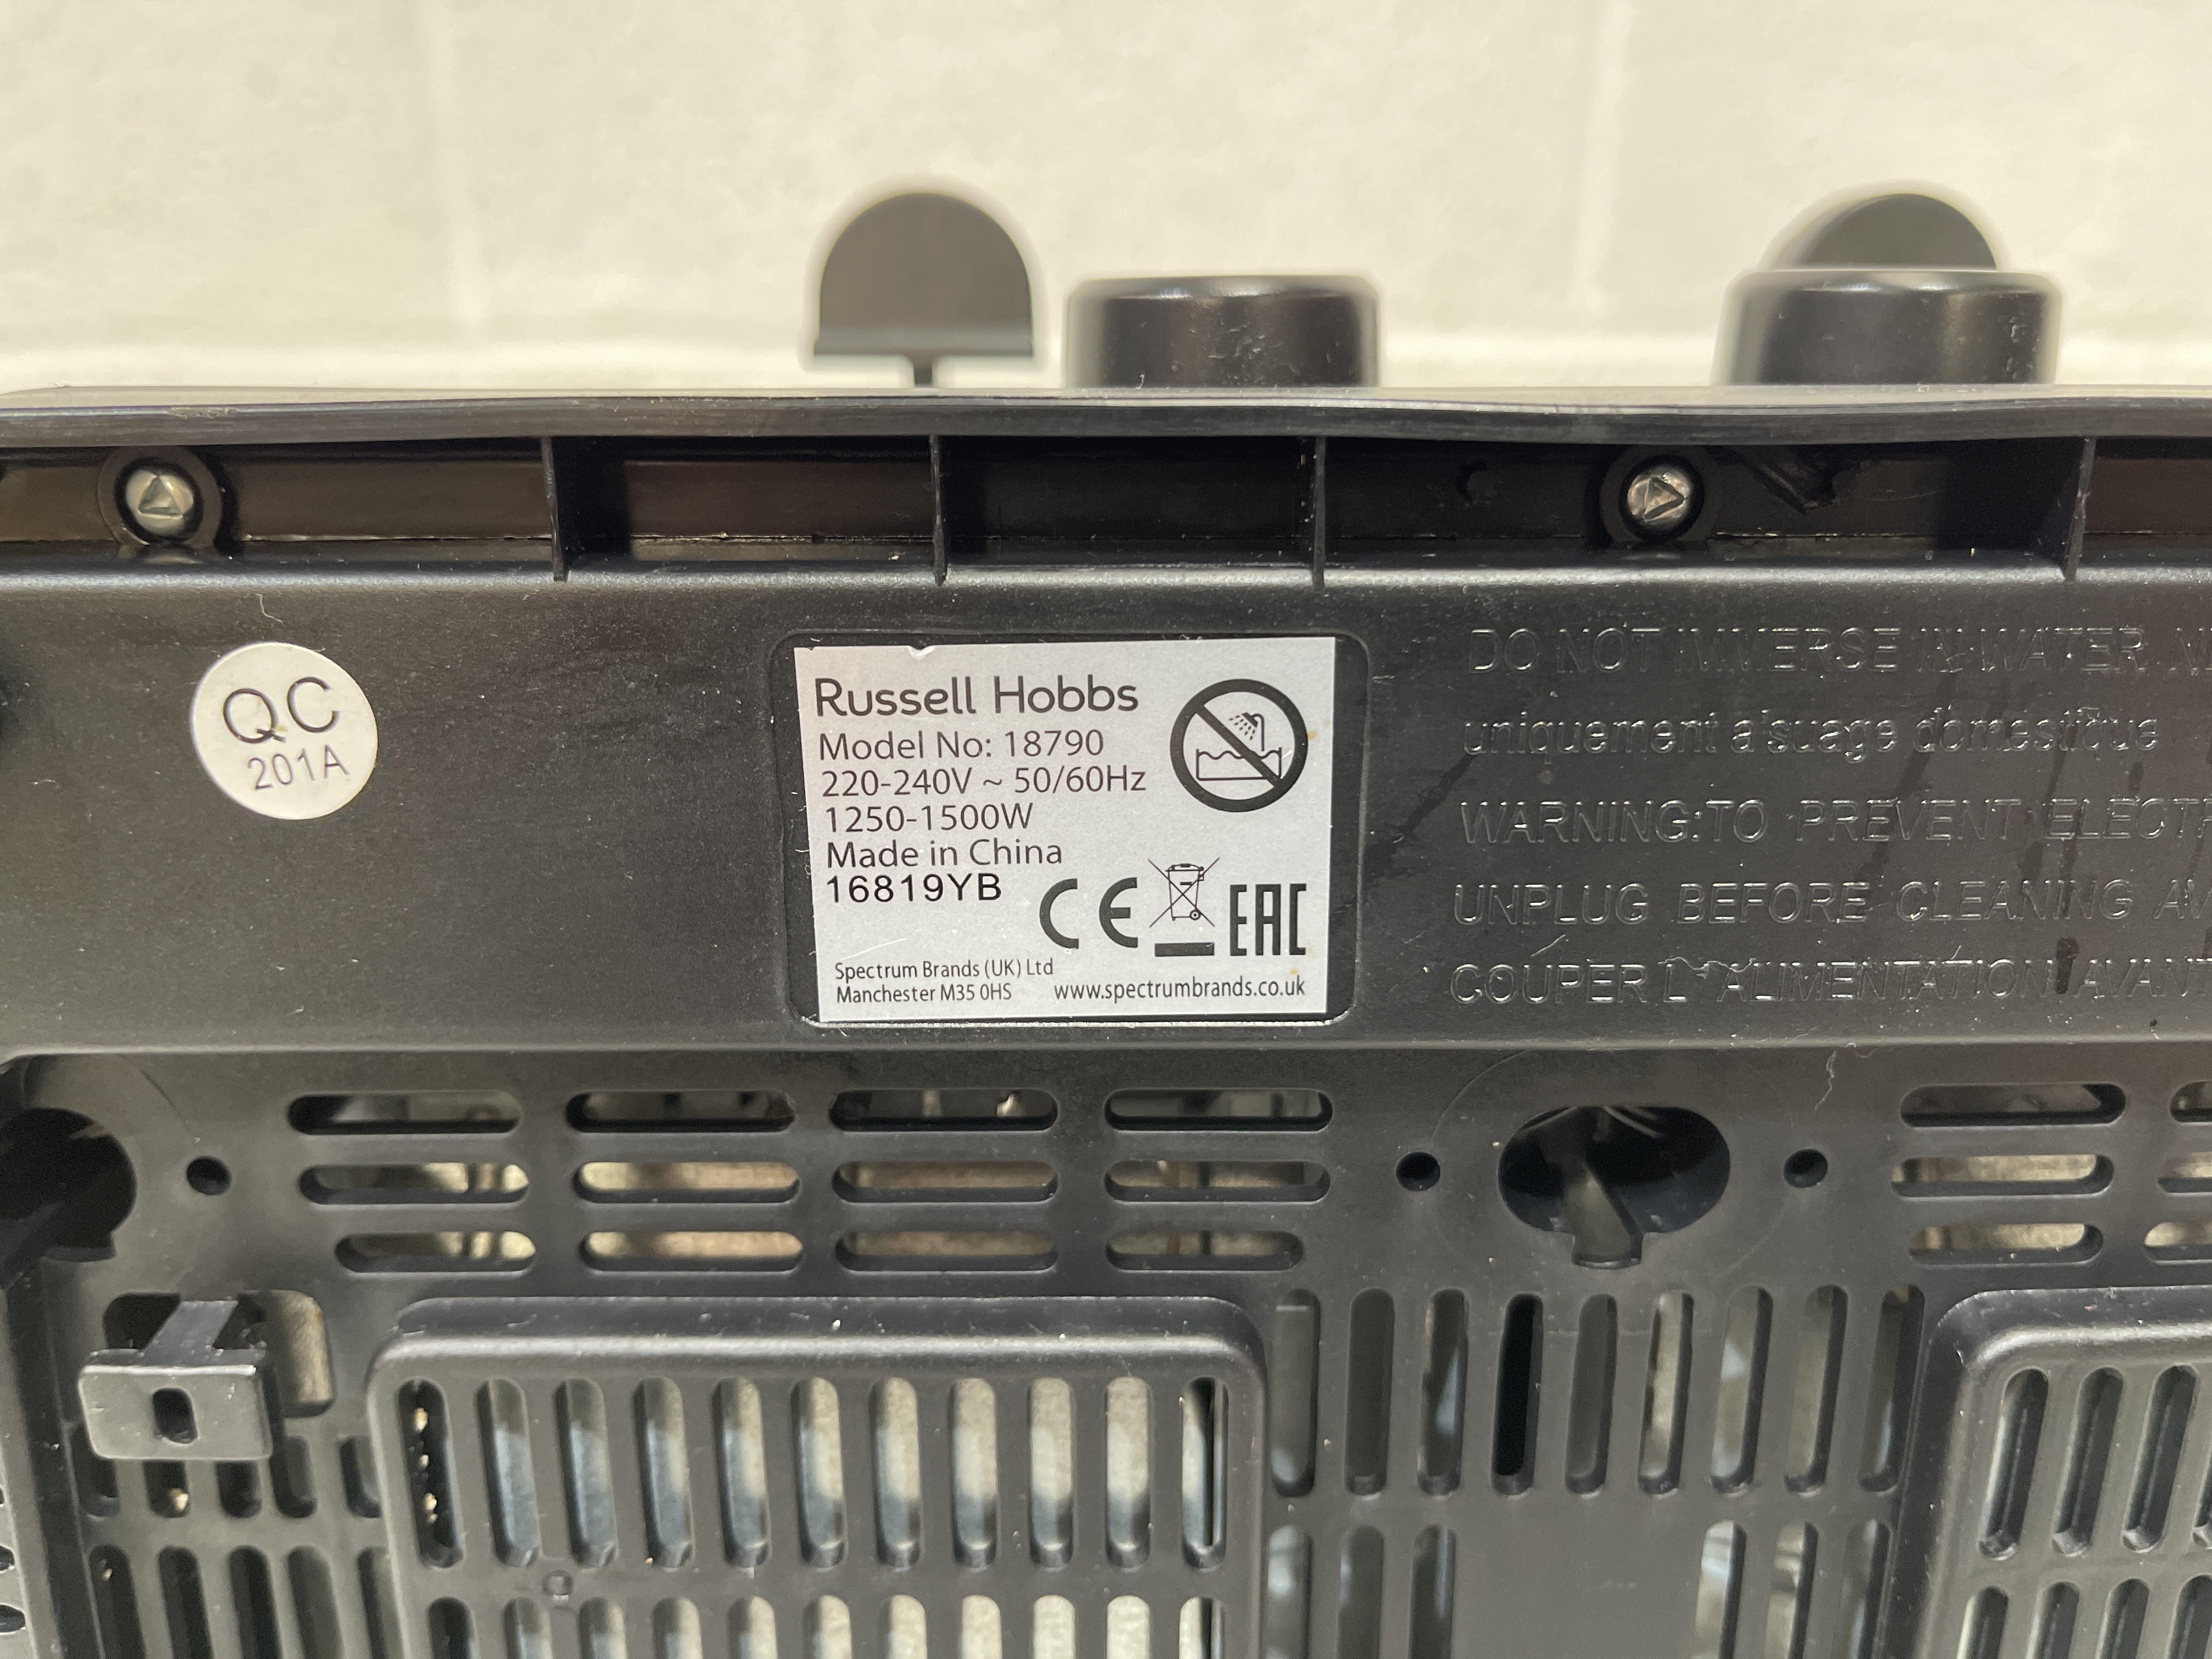 QC
201A
Russell Hobbs
Model No: 18790
220-240V ~ 50/60Hz
1250-1500W
Made in China
16819YB
CE
EAC
Spectrum Brands (UK) Ltd
Manchester M35 0HS www.spectrumbrands.co.uk
DO NOT IMMERSE IN WATER
uniquement a'suage domestique
WARNING:TO PREVENT
UNPLUG BEFORE CLEANING
COUPER L'ALIMENTATION